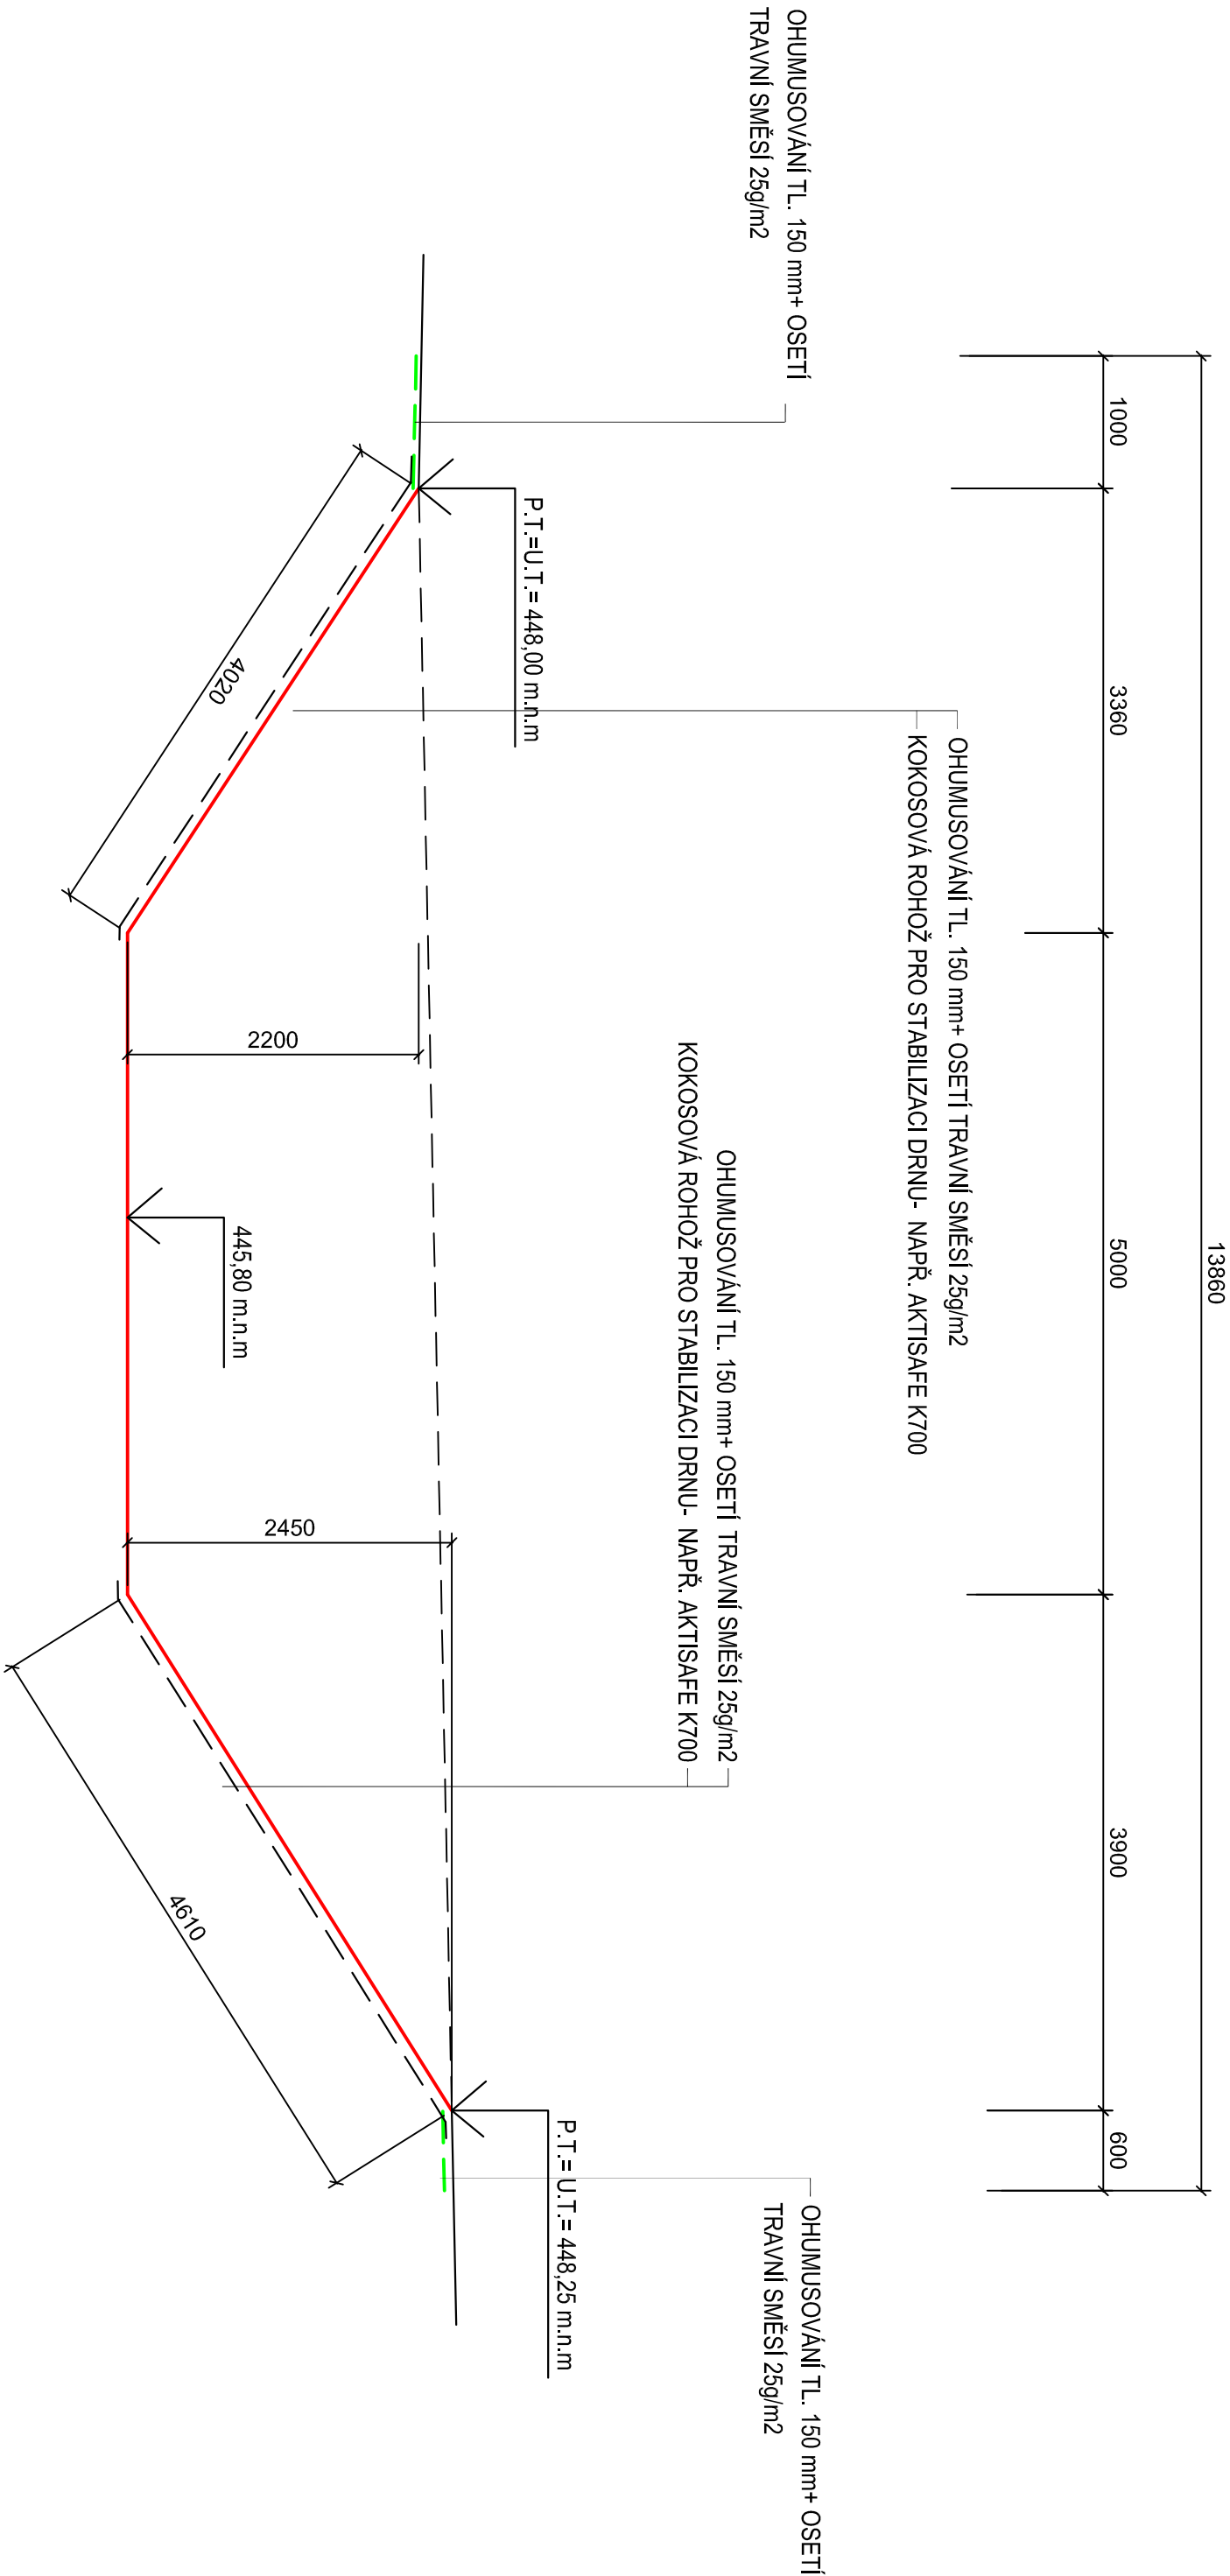 13860
1000
3360
5000
3900
600
OHUMUSOVÁNÍ TL. 150 mm+ OSETÍ TRAVNÍ SMĚSÍ 25g/m2
KOKOSOVÁ ROHOŽ PRO STABILIZACI DRNU- NAPŘ. AKTISAFE K700
OHUMUSOVÁNÍ TL. 150 mm+ OSETÍ
TRAVNÍ SMĚSÍ 25g/m2
OHUMUSOVÁNÍ TL. 150 mm+ OSETÍ TRAVNÍ SMĚSÍ 25g/m2
KOKOSOVÁ ROHOŽ PRO STABILIZACI DRNU- NAPŘ. AKTISAFE K700
OHUMUSOVÁNÍ TL. 150 mm+ OSETÍ
TRAVNÍ SMĚSÍ 25g/m2
P.T.=U.T.= 448,00 m.n.m
P.T.= U.T.= 448,25 m.n.m
2200
2450
445,80 m.n.m
4020
4610